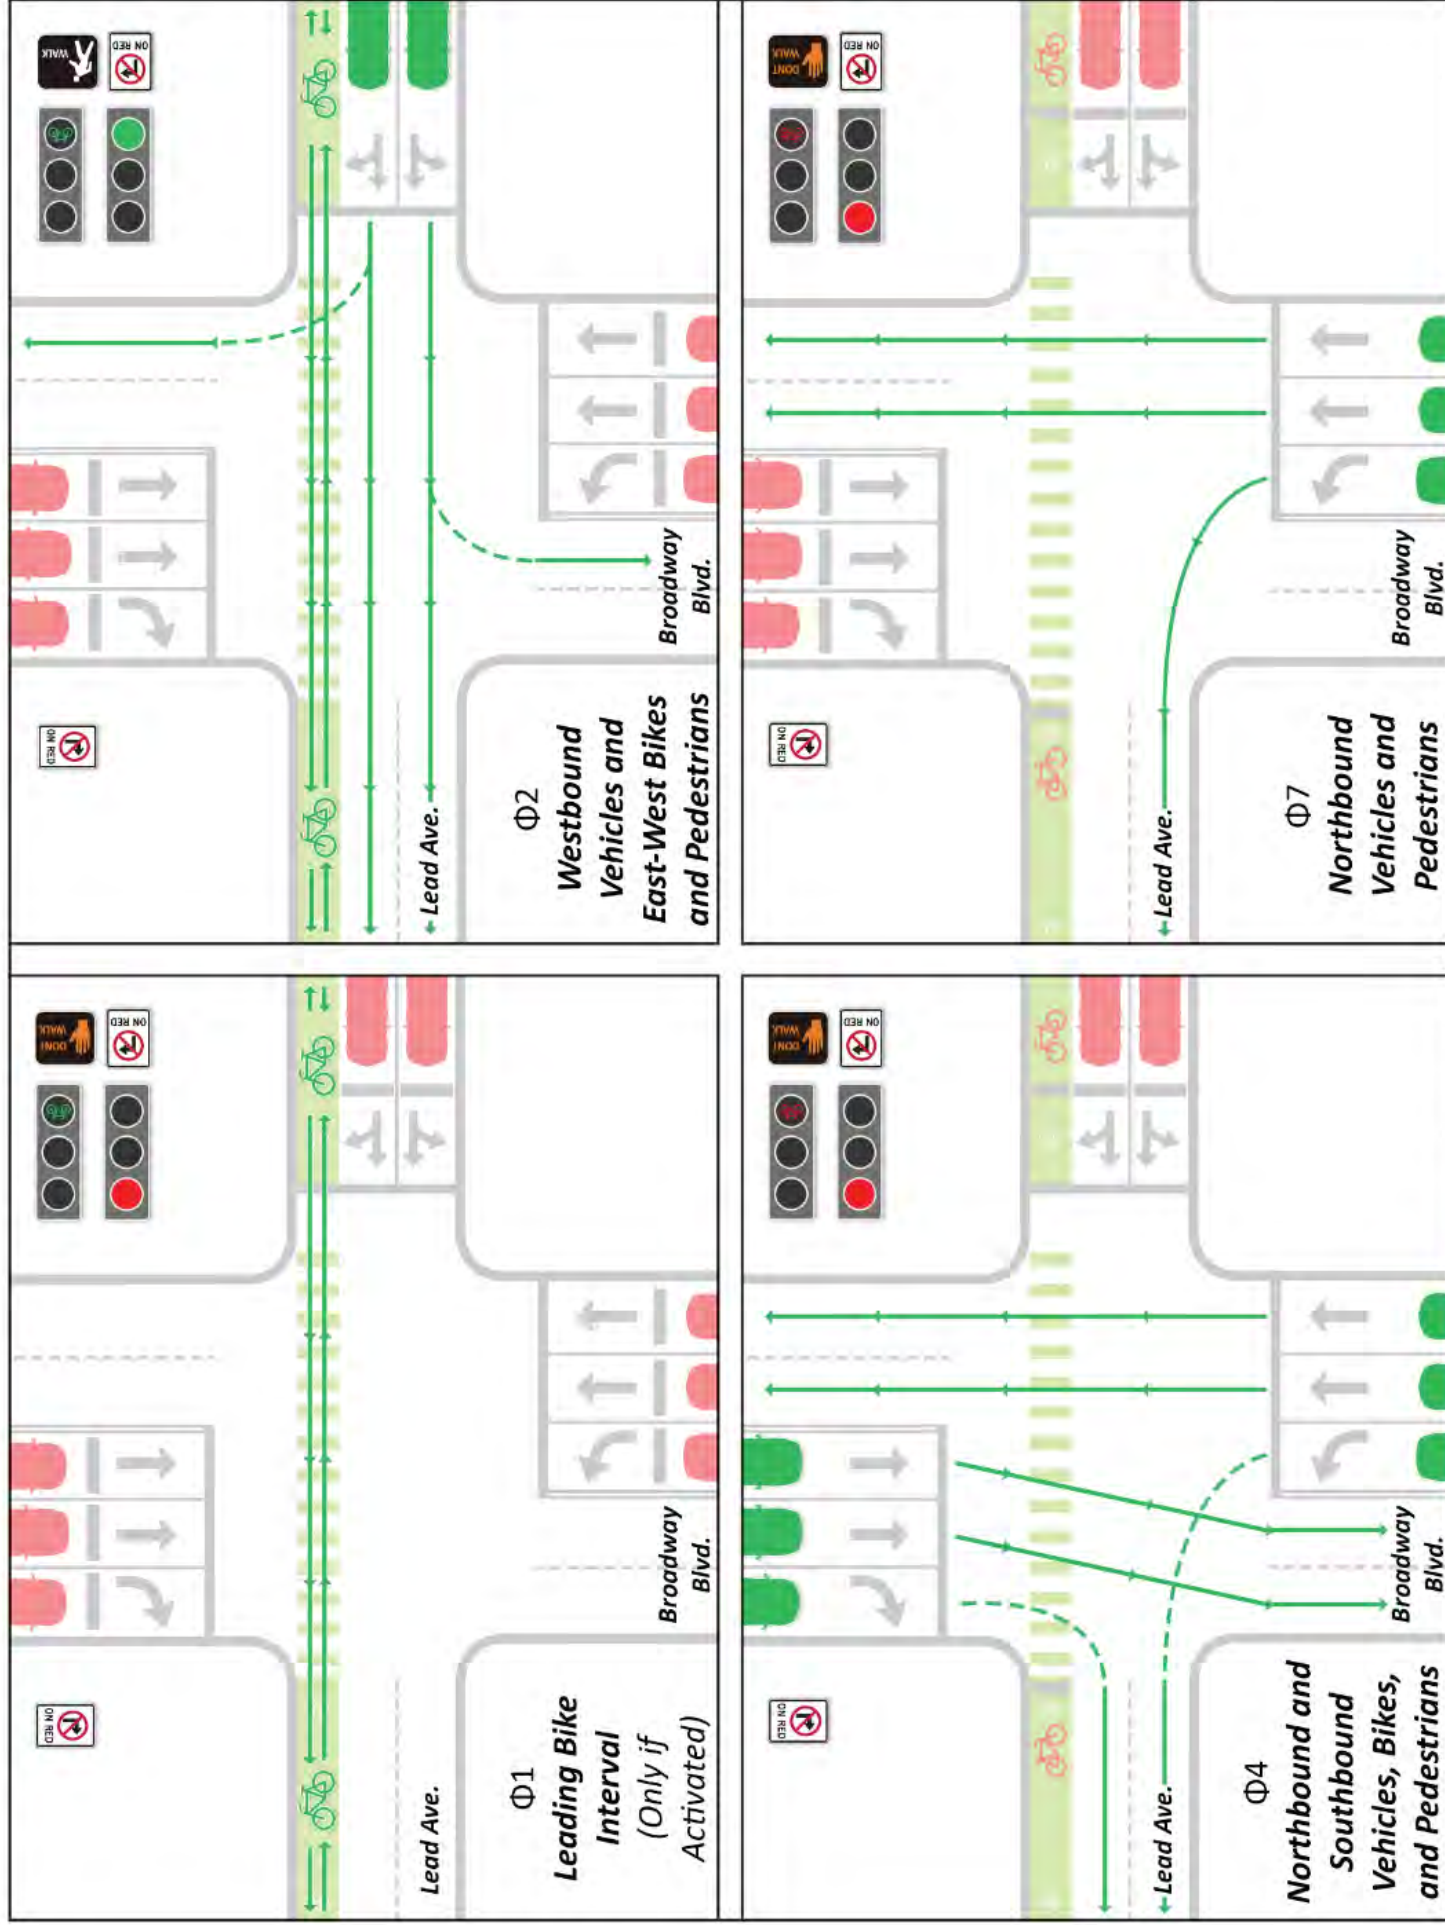 WALK
ON RED
ON RED
Broadway
Blvd.
Lead Ave.
Φ2
Westbound
Vehicles and
East-West Bikes
and Pedestrians
DONT
WALK
ON RED
ON RED
Broadway
Blvd.
Lead Ave.
Φ7
Northbound
Vehicles and
Pedestrians
DONT
WALK
ON RED
ON RED
Broadway
Blvd.
Lead Ave.
Φ1
Leading Bike
Interval
(Only if
Activated)
DONT
WALK
ON RED
ON RED
Broadway
Blvd.
Lead Ave.
Φ4
Northbound and
Southbound
Vehicles, Bikes,
and Pedestrians